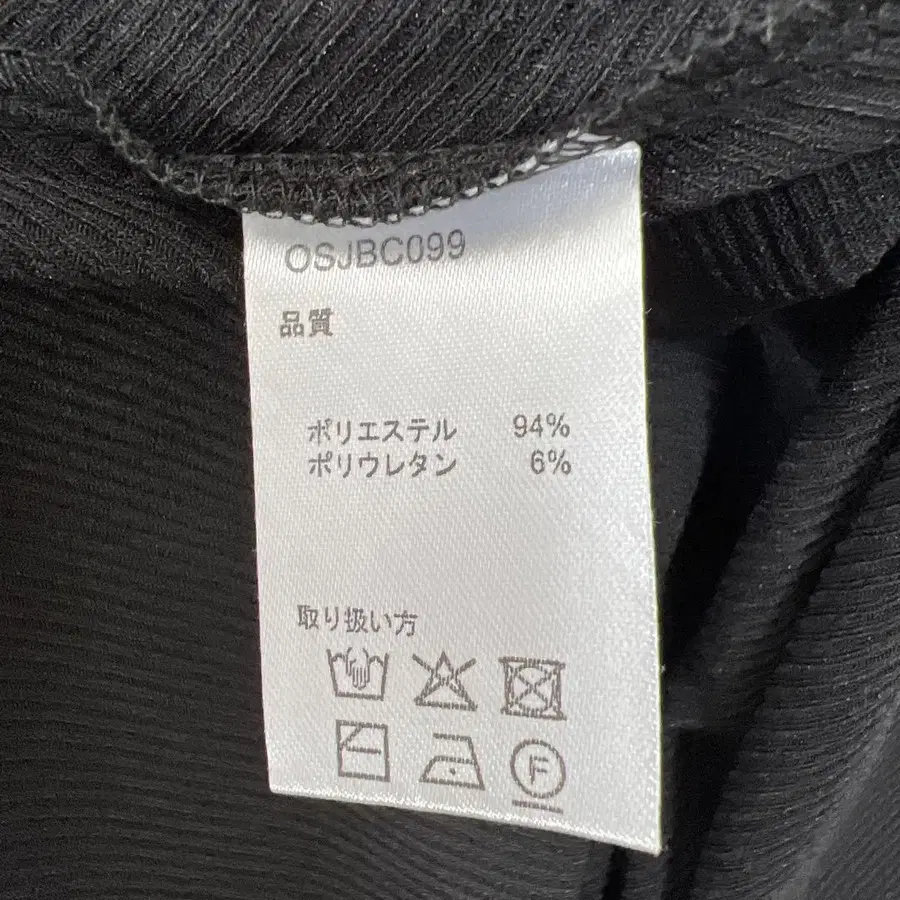 OSJBC099
品質
ポリエステル 94%
ポリウレタン 6%
取り扱い方
F